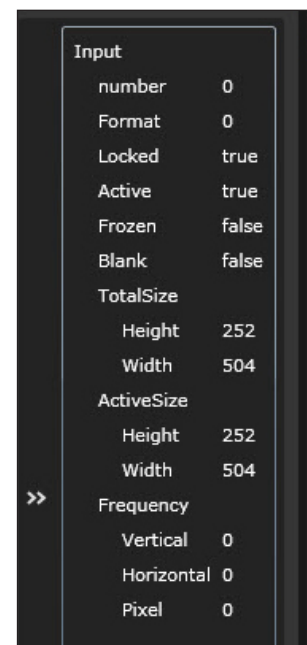 Input
number 0
Format 0
Locked true
Active true
Frozen false
Blank false
TotalSize
Height 252
Width 504
ActiveSize
Height 252
Width 504
»
Frequency
Vertical 0
Horizontal 0
Pixel 0